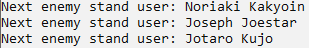 Next enemy stand user: Noriaki Kakyoin
Next enemy stand user: Joseph Joestar
Next enemy stand user: Jotaro Kujo